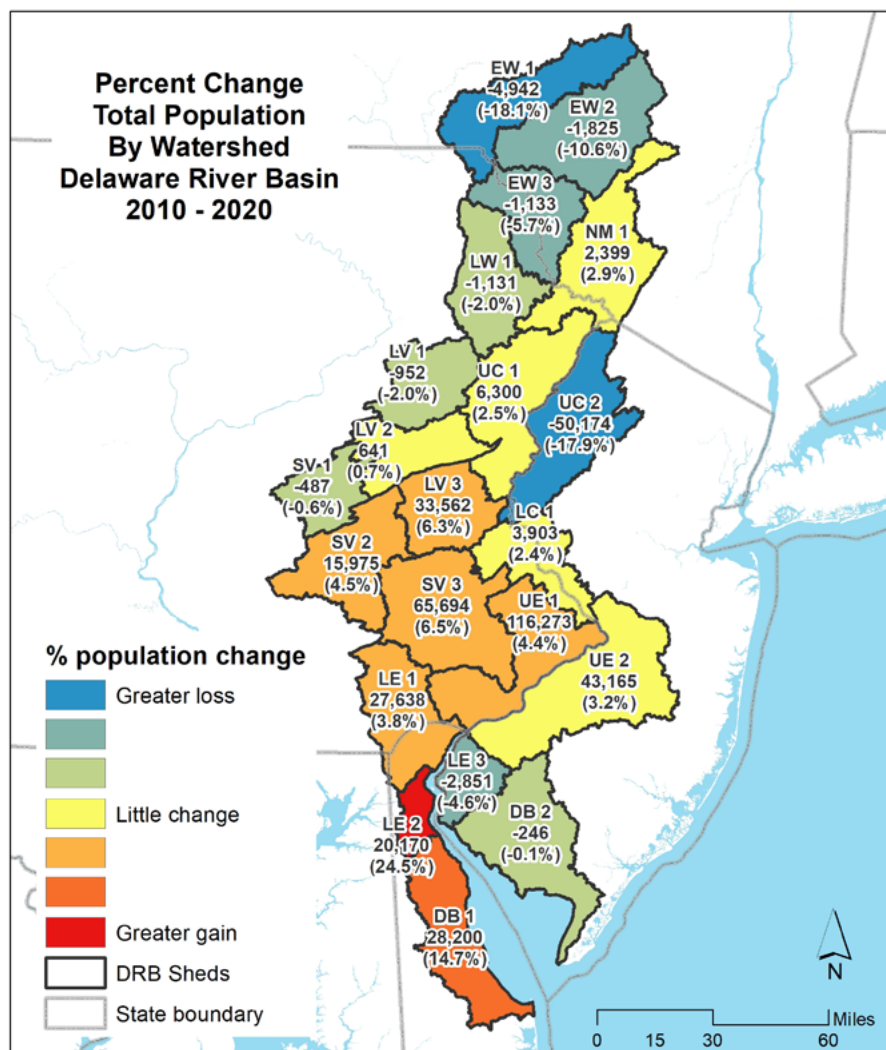 Percent Change
Total Population
By Watershed
Delaware River Basin
2010 - 2020
EW 1
-4,942
(-18.1%)
EW 2
-1,825
(-10.6%)
EW 3
-1,133
(-5.7%)
NM 1
2,399
(2.9%)
LW 1
-1,131
(-2.0%)
LV 1
-952
(-2.0%)
UC 1
6,300
(2.5%)
UC 2
-50,174
(-17.9%)
LV 2
641
(0.7%)
SV 1
-487
(-0.6%)
LV 3
33,562
(6.3%)
LC 1
3,903
(2.4%)
SV 2
15,975
(4.5%)
SV 3
65,694
(6.5%)
UE 1
116,273
(4.4%)
UE 2
43,165
(3.2%)
LE 1
27,638
(3.8%)
LE 3
-2,851
(-4.6%)
DB 2
-246
(-0.1%)
LE 2
20,170
(24.5%)
DB 1
28,200
(14.7%)
% population change
Greater loss
Little change
Greater gain
DRB Sheds
State boundary
N
Miles
0 15 30 60